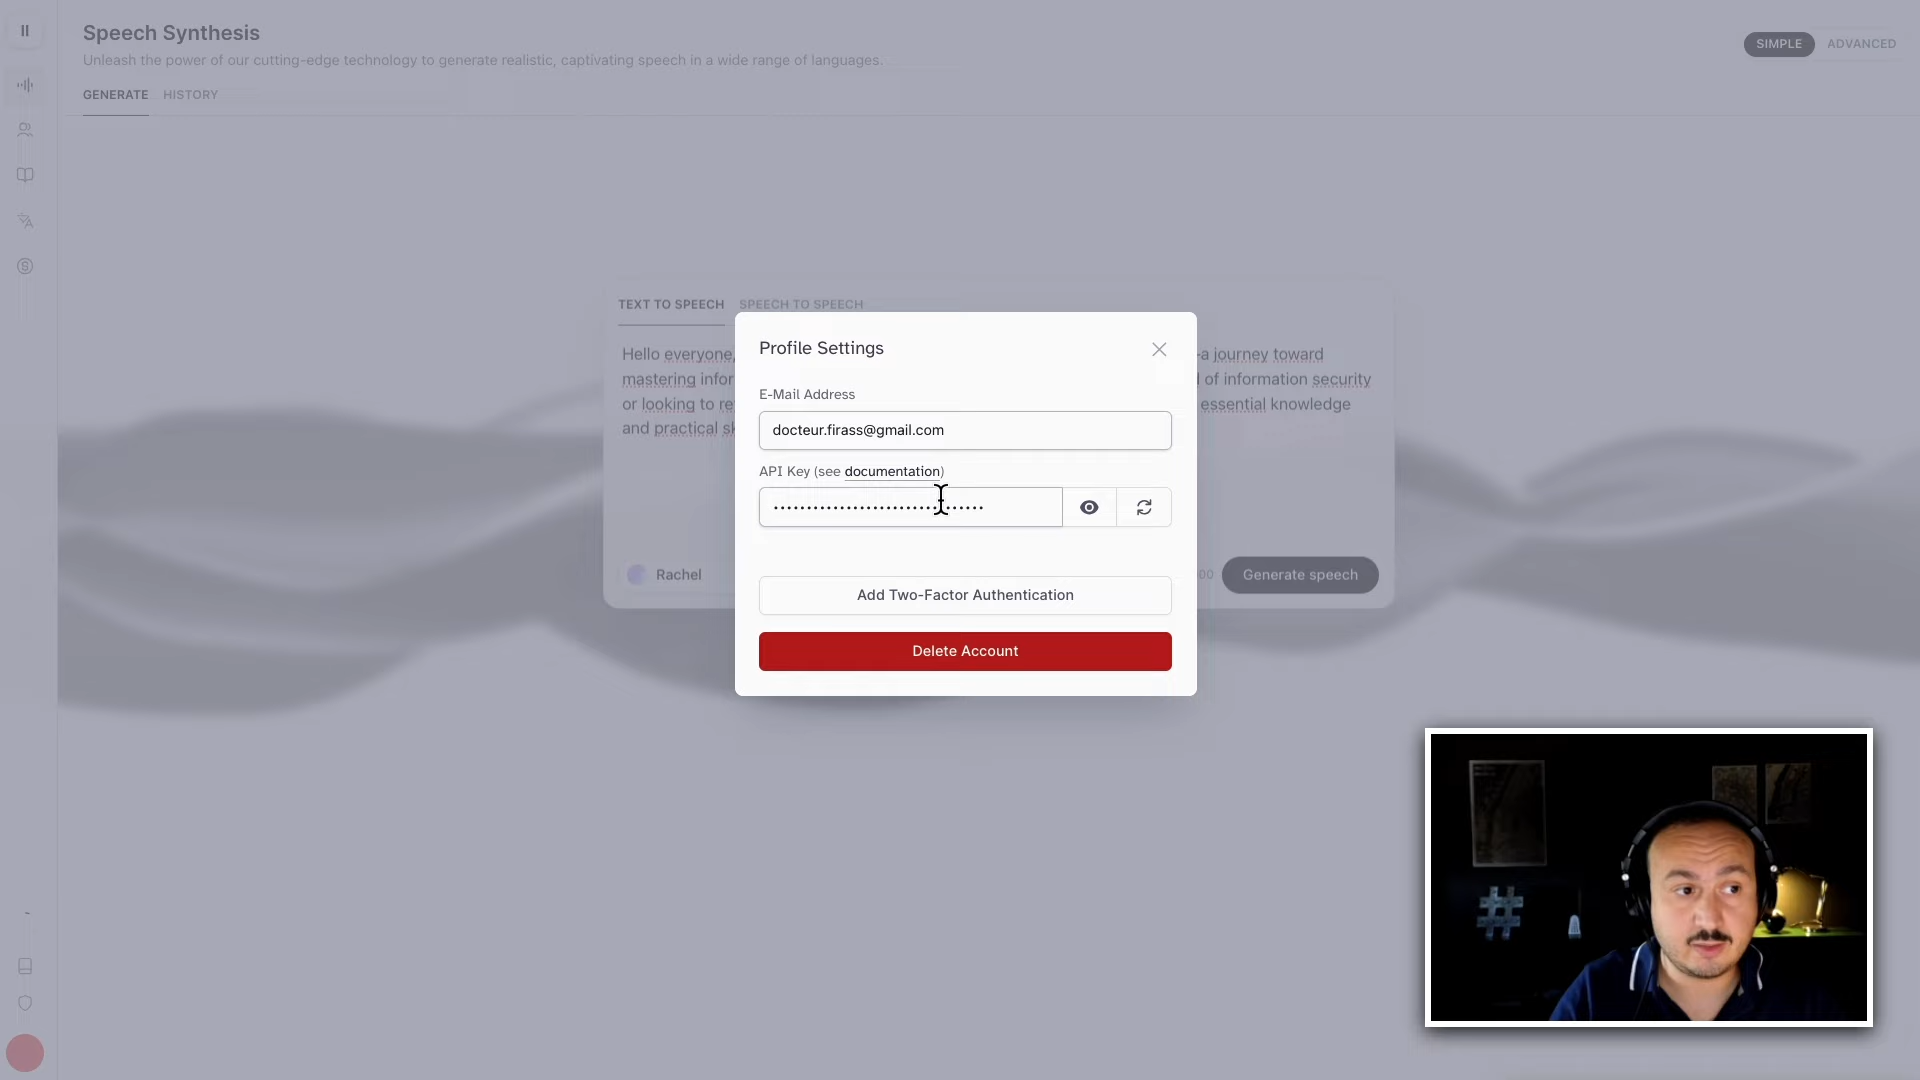 Speech Synthesis
Unleash the power of our cutting-edge technology to generate realistic, captivating speech in a wide range of languages.
SIMPLE ADVANCED
GENERATE HISTORY
TEXT TO SPEECH SPEECH TO SPEECH
Hello everyone, a journey toward
mastering of information security
or looking to essential knowledge
and practical
Rachel
00 Generate speech
Profile Settings
E-Mail Address
docteur.firass@gmail.com
API Key (see documentation)
Add Two-Factor Authentication
Delete Account
#